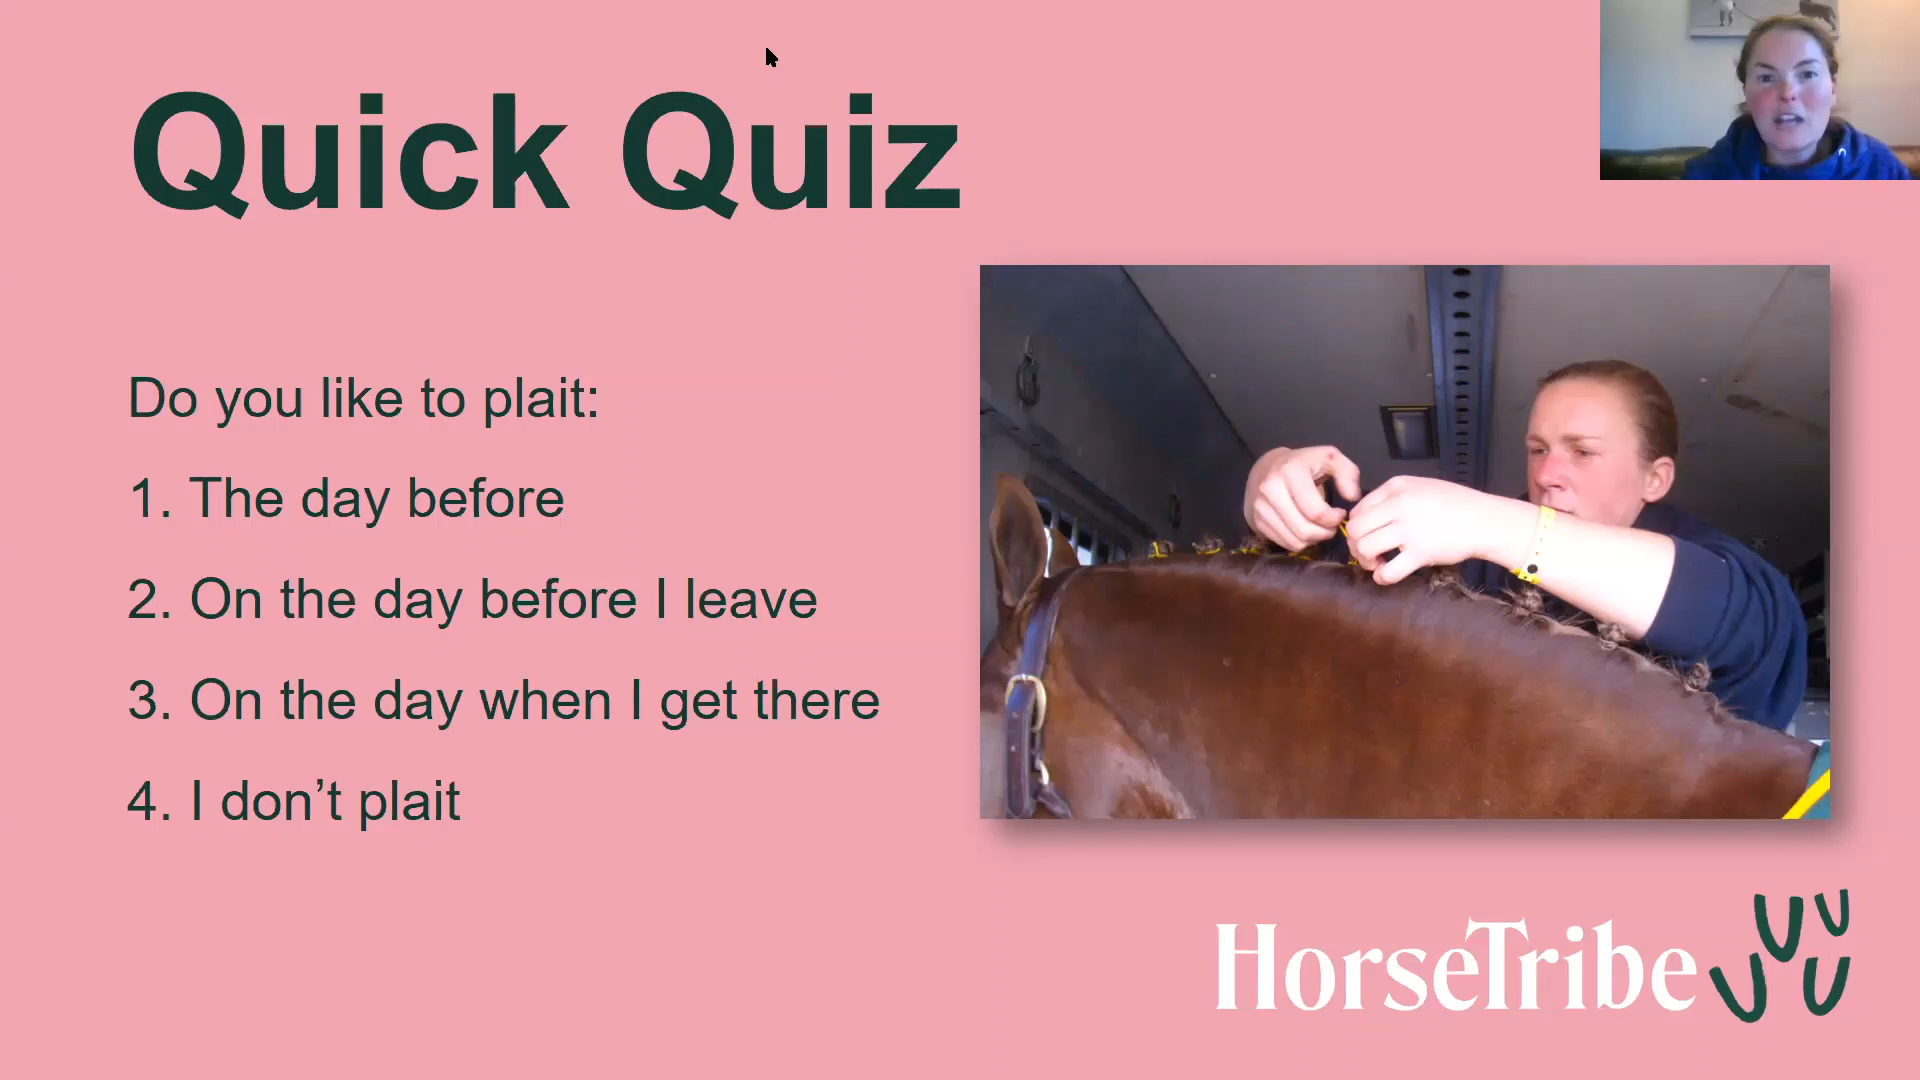 Quick Quiz
Do you like to plait:
1. The day before
2. On the day before I leave
3. On the day when I get there
4. I don’t plait
HorseTribe